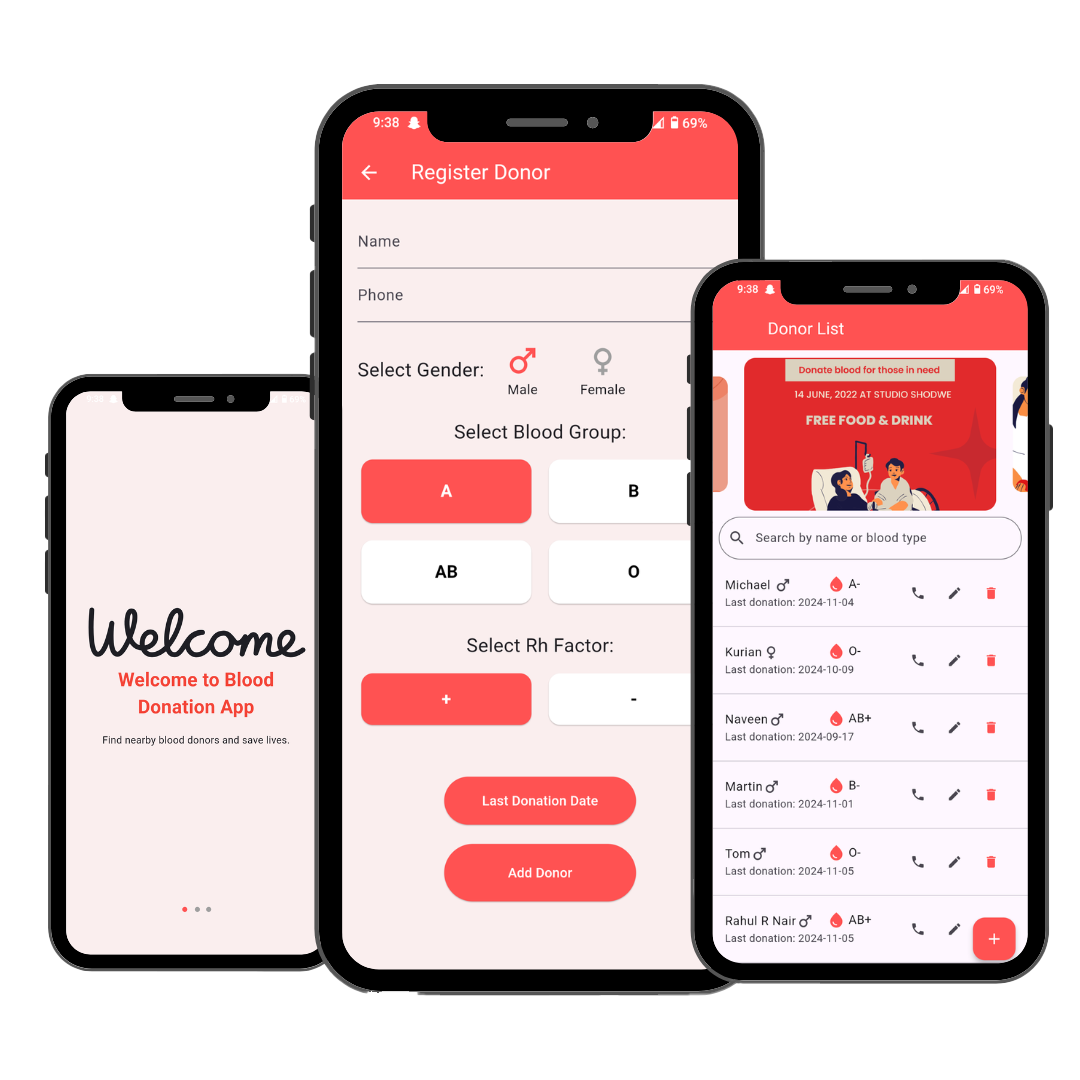 9:38 69%
Register Donor
Name
Phone
Select Gender:
Male Female
Select Blood Group:
A B
AB O
Select Rh Factor:
+ -
Last Donation Date
Add Donor
9:38 69%
Donor List
Donate blood for those in need
14 JUNE, 2022 AT STUDIO SHODWE
FREE FOOD & DRINK
Search by name or blood type
Michael A-
Last donation: 2024-11-04
Kurian O-
Last donation: 2024-10-09
Naveen AB+
Last donation: 2024-09-17
Martin B-
Last donation: 2024-11-01
Tom O-
Last donation: 2024-11-05
Rahul R Nair AB+
Last donation: 2024-11-05
+
9:38 69%
Welcome
Welcome to Blood
Donation App
Find nearby blood donors and save lives.